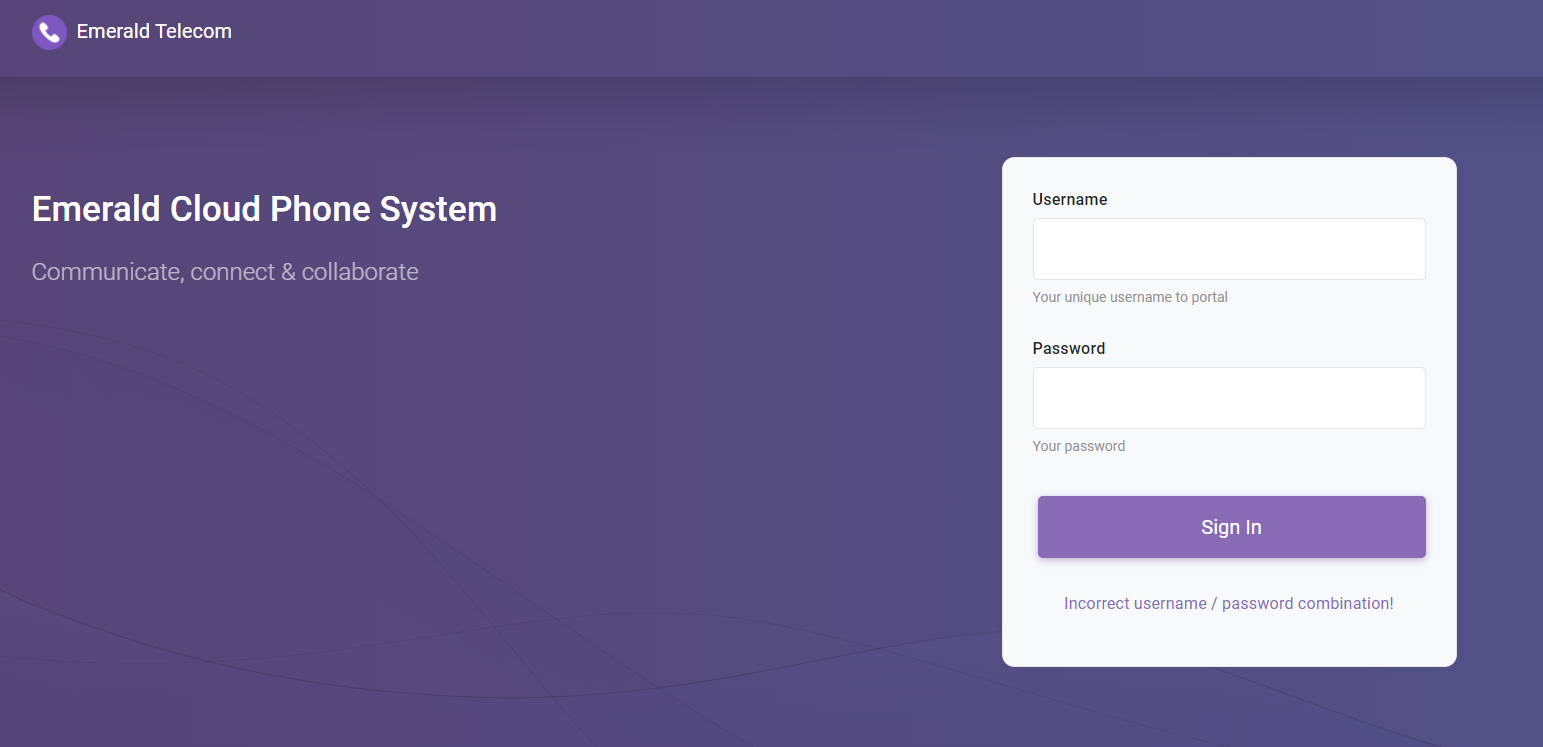 Emerald Telecom
Emerald Cloud Phone System
Communicate, connect & collaborate
Username
Your unique username to portal
Password
Your password
Sign In
Incorrect username / password combination!